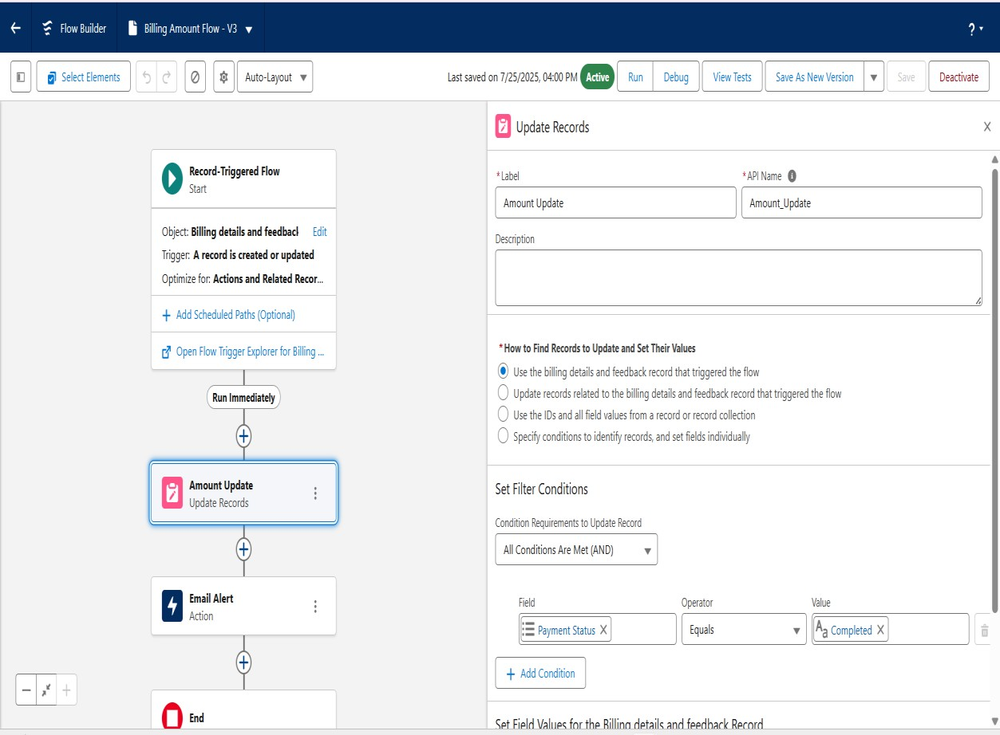 Flow Builder
Billing Amount Flow - V3
?
Select Elements
Auto-Layout
Last saved on 7/25/2025, 04:00 PM
Active
Run
Debug
View Tests
Save As New Version
Save
Deactivate
Record-Triggered Flow
Start
Object: Billing details and feedback
Edit
Trigger: A record is created or updated
Optimize for: Actions and Related Recor...
+ Add Scheduled Paths (Optional)
Open Flow Trigger Explorer for Billing ...
Run Immediately
Amount Update
Update Records
Email Alert
Action
End
Update Records
X
*Label
Amount Update
*API Name
Amount_Update
Description
*How to Find Records to Update and Set Their Values
Use the billing details and feedback record that triggered the flow
Update records related to the billing details and feedback record that triggered the flow
Use the IDs and all field values from a record or record collection
Specify conditions to identify records, and set fields individually
Set Filter Conditions
Condition Requirements to Update Record
All Conditions Are Met (AND)
Field
Operator
Value
Payment Status X
Equals
Aa Completed X
+ Add Condition
Set Field Values for the Billing details and feedback Record